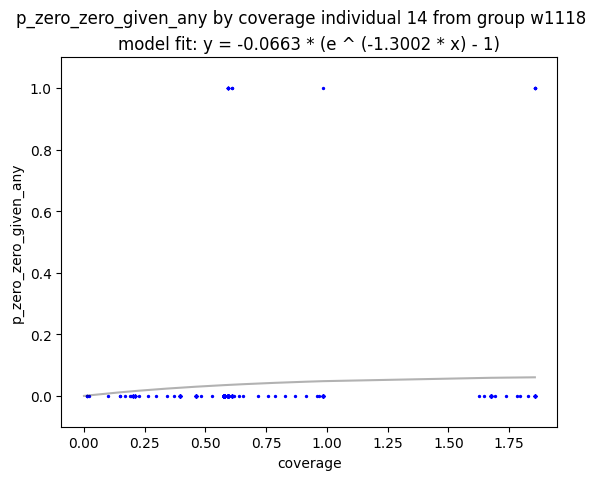 p_zero_zero_given_any by coverage individual 14 from group w1118
model fit: y = -0.0663 * (e ^ (-1.3002 * x) - 1)
1.0
0.8
0.6
0.4
0.2
0.0
p_zero_zero_given_any
0.00 0.25 0.50 0.75 1.00 1.25 1.50 1.75
coverage